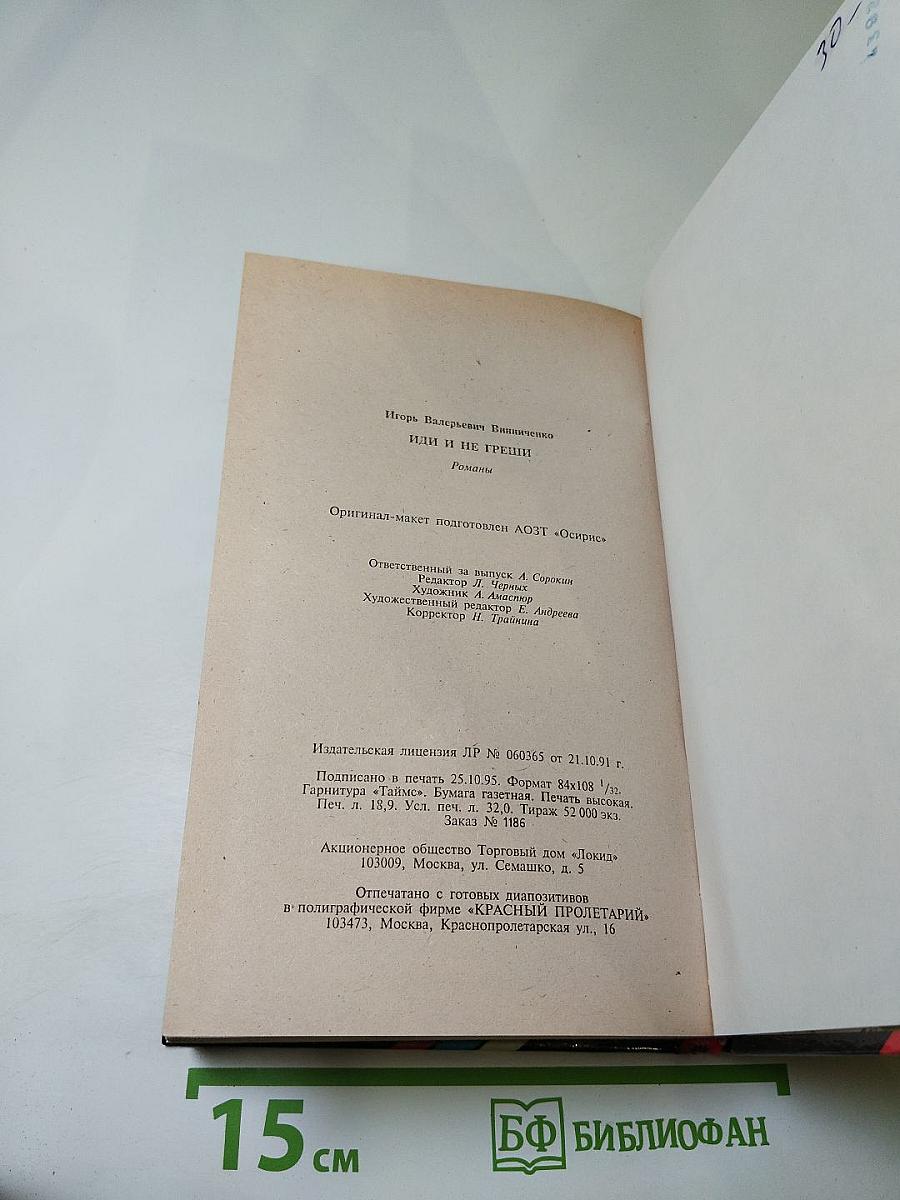 30–
Игорь Валерьевич Винниченко
ИДИ И НЕ ГРЕШИ
Романы
Оригинал-макет подготовлен АОЗТ «Осирис»
Ответственный за выпуск А. Сорокин
Редактор Л. Черных
Художник А. Амаспюр
Художественный редактор Е. Андреева
Корректор Н. Трайнина
Издательская лицензия ЛР № 060365 от 21.10.91 г.
Подписано в печать 25.10.95. Формат 84х108 1/32.
Гарнитура «Таймс». Бумага газетная. Печать высокая.
Печ. л. 18,9. Усл. печ. л. 32,0. Тираж 52 000 экз.
Заказ № 1186
Акционерное общество Торговый дом «Локид»
103009, Москва, ул. Семашко, д. 5
Отпечатано с готовых диапозитивов
в полиграфической фирме «КРАСНЫЙ ПРОЛЕТАРИЙ»
103473, Москва, Краснопролетарская ул., 16
15 см
БФ БИБЛИОФАН